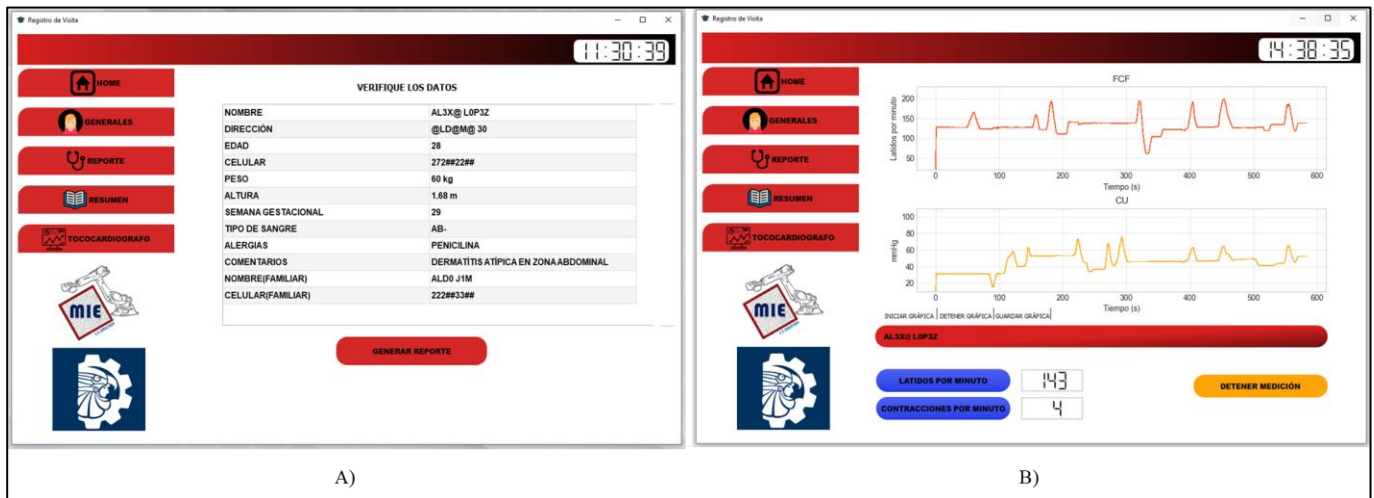 Registro de Visita
11:30:39
HOME
GENERALES
REPORTE
RESUMEN
TOCOCARDIOGRAFO
MIE
VERIFIQUE LOS DATOS
NOMBRE AL3X@ L0P3Z
DIRECCIÓN @LD@M@ 30
EDAD 28
CELULAR 272##22##
PESO 60 kg
ALTURA 1.68 m
SEMANA GESTACIONAL 29
TIPO DE SANGRE AB-
ALERGIAS PENICILINA
COMENTARIOS DERMATÍTIS ATÍPICA EN ZONA ABDOMINAL
NOMBRE(FAMILIAR) ALD0 J1M
CELULAR(FAMILIAR) 222##33##
GENERAR REPORTE
A)
Registro de Visita
14:38:35
HOME
GENERALES
REPORTE
RESUMEN
TOCOCARDIOGRAFO
MIE
FCF
Latidos por minuto
200
150
100
50
0 100 200 300 400 500 600
Tiempo (s)
CU
mmHg
100
80
60
40
20
0 100 200 300 400 500 600
Tiempo (s)
INICIAR GRÁFICA DETENER GRÁFICA GUARDAR GRÁFICA
AL3X@ L0P3Z
LATIDOS POR MINUTO 143
CONTRACCIONES POR MINUTO 4
DETENER MEDICIÓN
B)